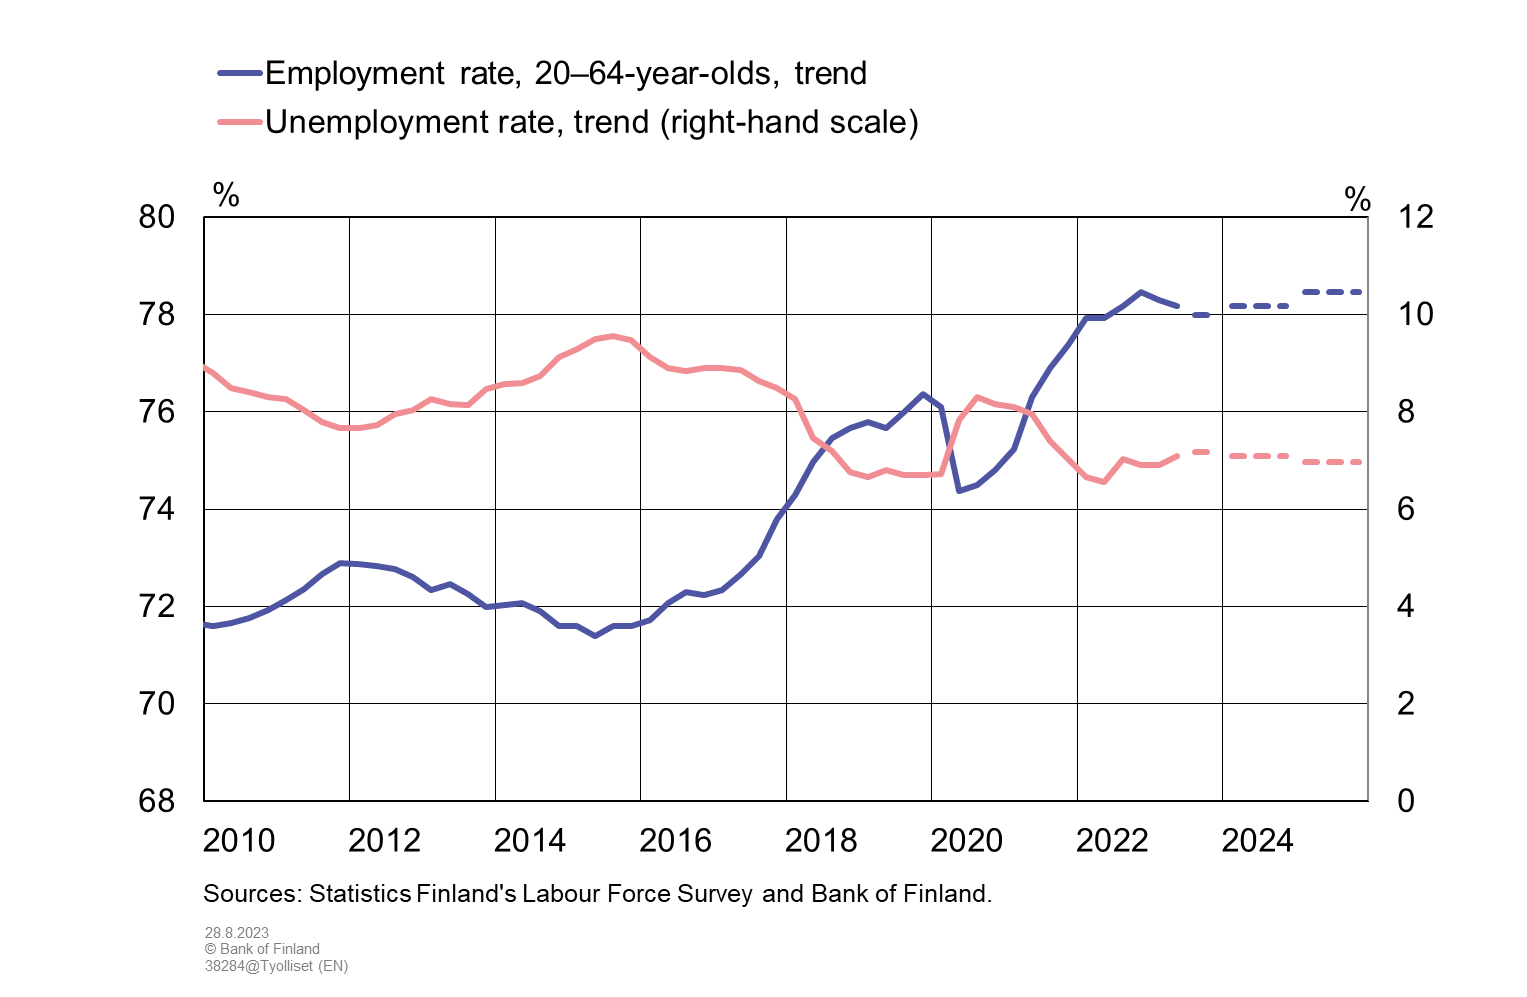 Employment rate, 20–64-year-olds, trend
Unemployment rate, trend (right-hand scale)
% %
80 12
78 10
76 8
74 6
72 4
70 2
68 0
2010 2012 2014 2016 2018 2020 2022 2024
Sources: Statistics Finland's Labour Force Survey and Bank of Finland.
28.8.2023
© Bank of Finland
38284@Tyolliset (EN)